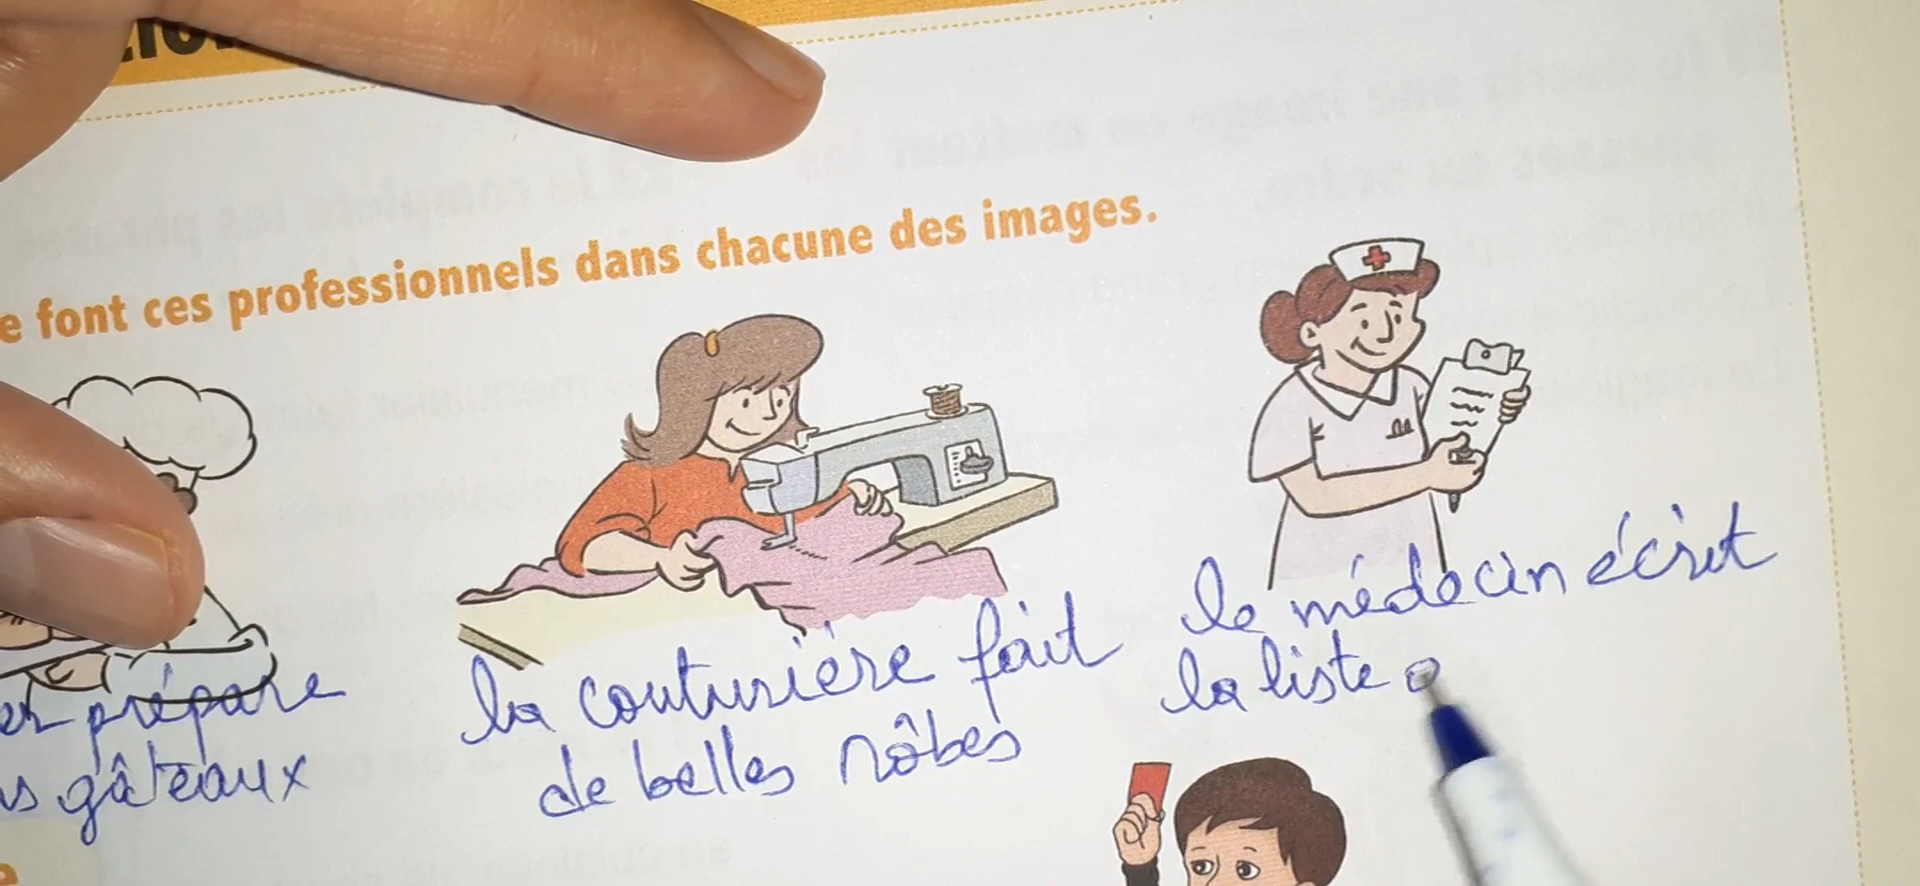 e font ces professionnels dans chacune des images.
prépare
gâteaux
la couturière fait
de belles rôbes
le médecin écrit
la liste